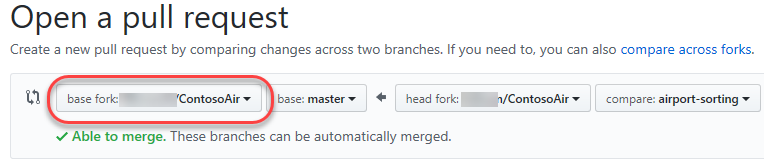 Open a pull request
Create a new pull request by comparing changes across two branches. If you need to, you can also compare across forks.
base fork: /ContosoAir base: master head fork: n/ContosoAir compare: airport-sorting
Able to merge. These branches can be automatically merged.